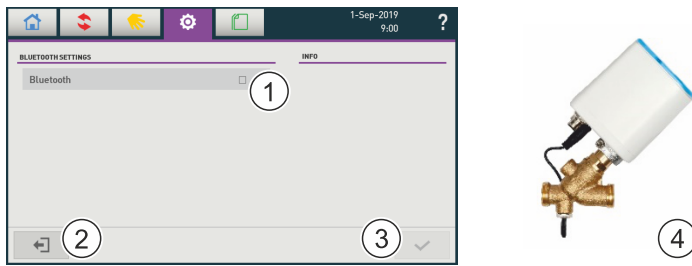 1-Sep-2019
9:00
?
BLUETOOTH SETTINGS
INFO
Bluetooth
1
2
3
4